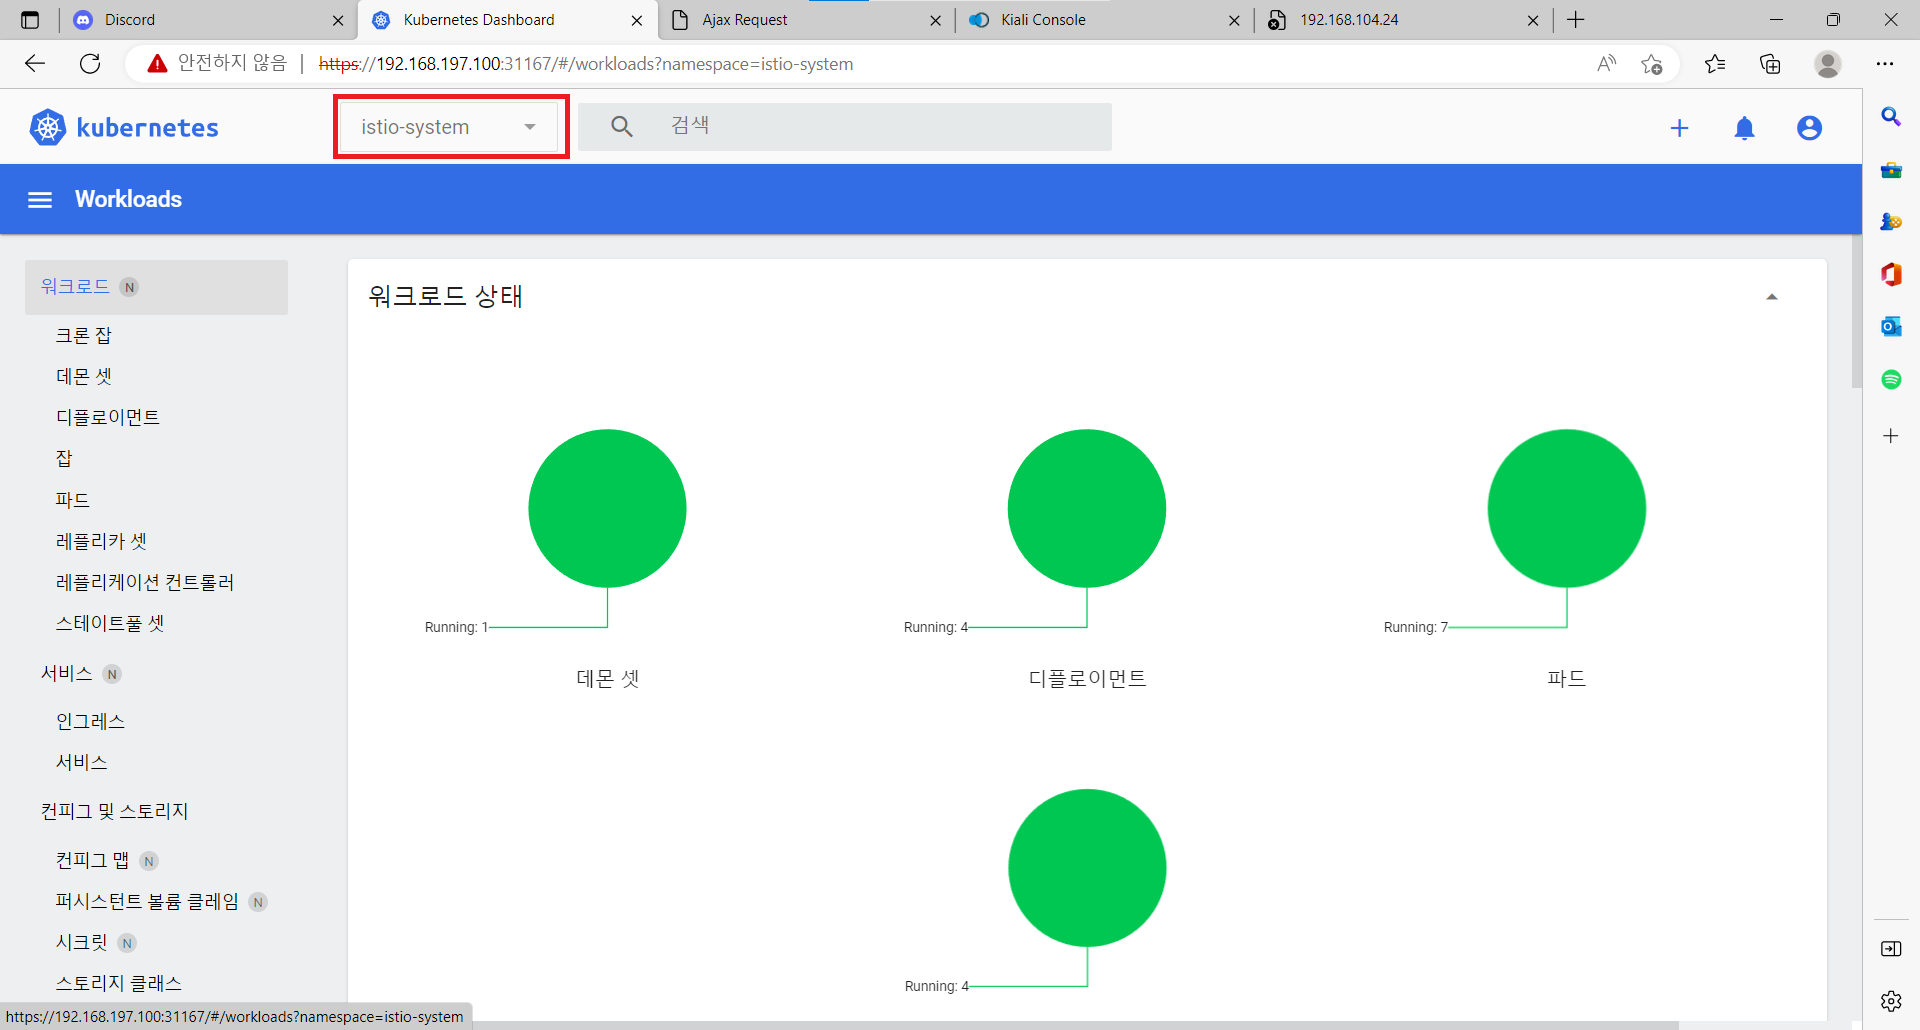 Discord
Kubernetes Dashboard
Ajax Request
Kiali Console
192.168.104.24
안전하지 않음 | https://192.168.197.100:31167/#/workloads?namespace=istio-system
kubernetes
istio-system
검색
Workloads
워크로드 N
크론 잡
데몬 셋
디플로이먼트
잡
파드
레플리카 셋
레플리케이션 컨트롤러
스테이트풀 셋
서비스 N
인그레스
서비스
컨피그 및 스토리지
컨피그 맵 N
퍼시스턴트 볼륨 클레임 N
시크릿 N
스토리지 클래스
워크로드 상태
Running: 1
데몬 셋
Running: 4
디플로이먼트
Running: 7
파드
Running: 4
https://192.168.197.100:31167/#/workloads?namespace=istio-system